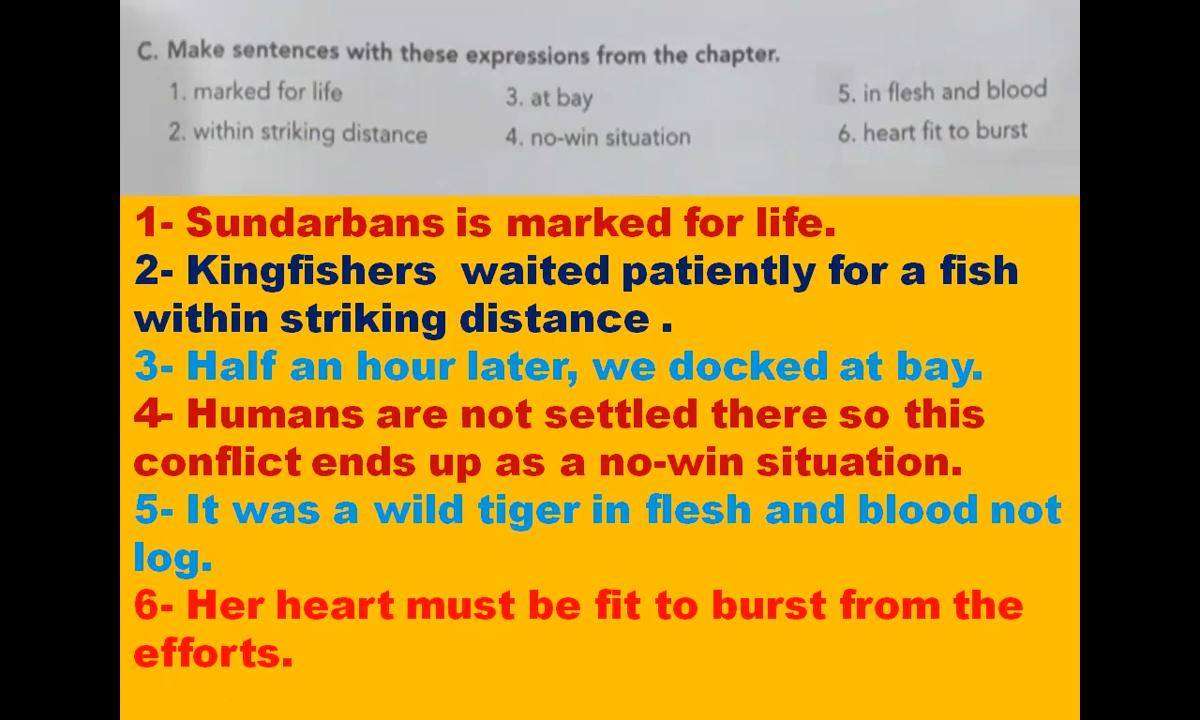 C. Make sentences with these expressions from the chapter.
1. marked for life 3. at bay 5. in flesh and blood
2. within striking distance 4. no-win situation 6. heart fit to burst
1- Sundarbans is marked for life.
2- Kingfishers waited patiently for a fish
within striking distance .
3- Half an hour later, we docked at bay.
4- Humans are not settled there so this
conflict ends up as a no-win situation.
5- It was a wild tiger in flesh and blood not
log.
6- Her heart must be fit to burst from the
efforts.